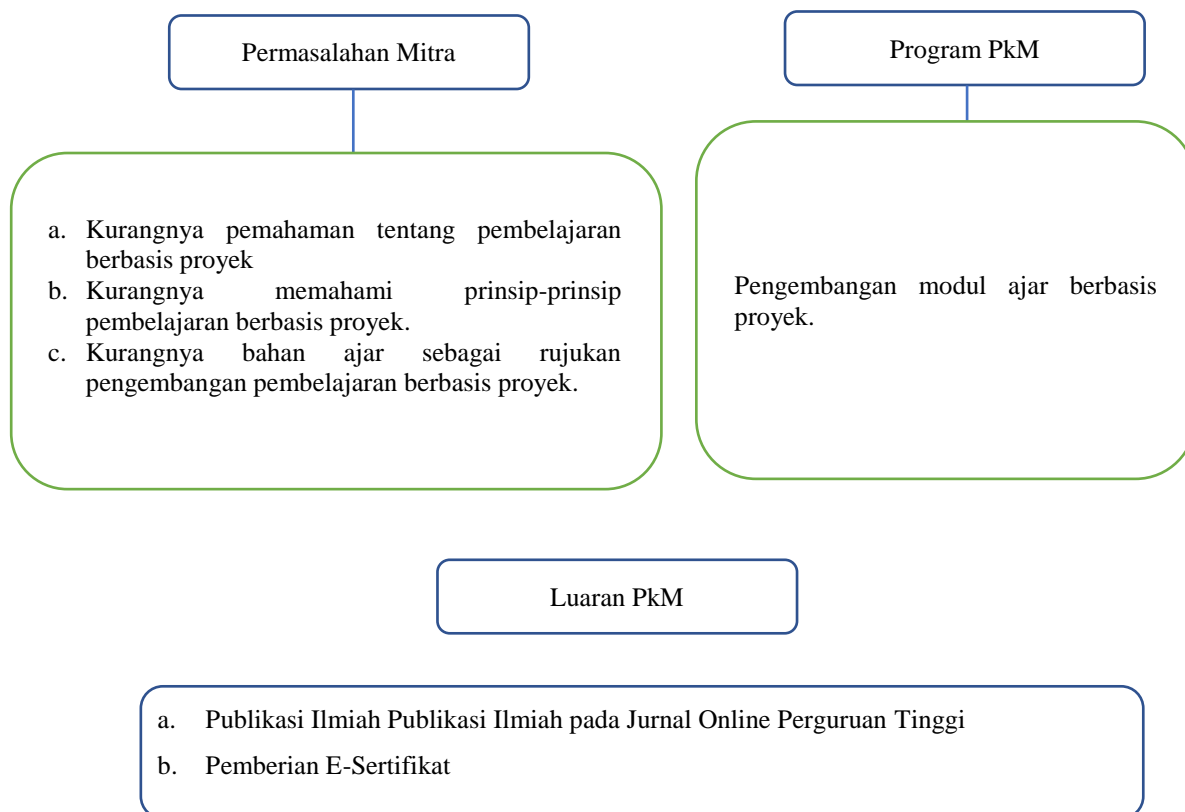 Permasalahan Mitra
Program PkM
a. Kurangnya pemahaman tentang pembelajaran
berbasis proyek
b. Kurangnya memahami prinsip-prinsip
pembelajaran berbasis proyek.
c. Kurangnya bahan ajar sebagai rujukan
pengembangan pembelajaran berbasis proyek.
Pengembangan modul ajar berbasis
proyek.
Luaran PkM
a. Publikasi Ilmiah Publikasi Ilmiah pada Jurnal Online Perguruan Tinggi
b. Pemberian E-Sertifikat